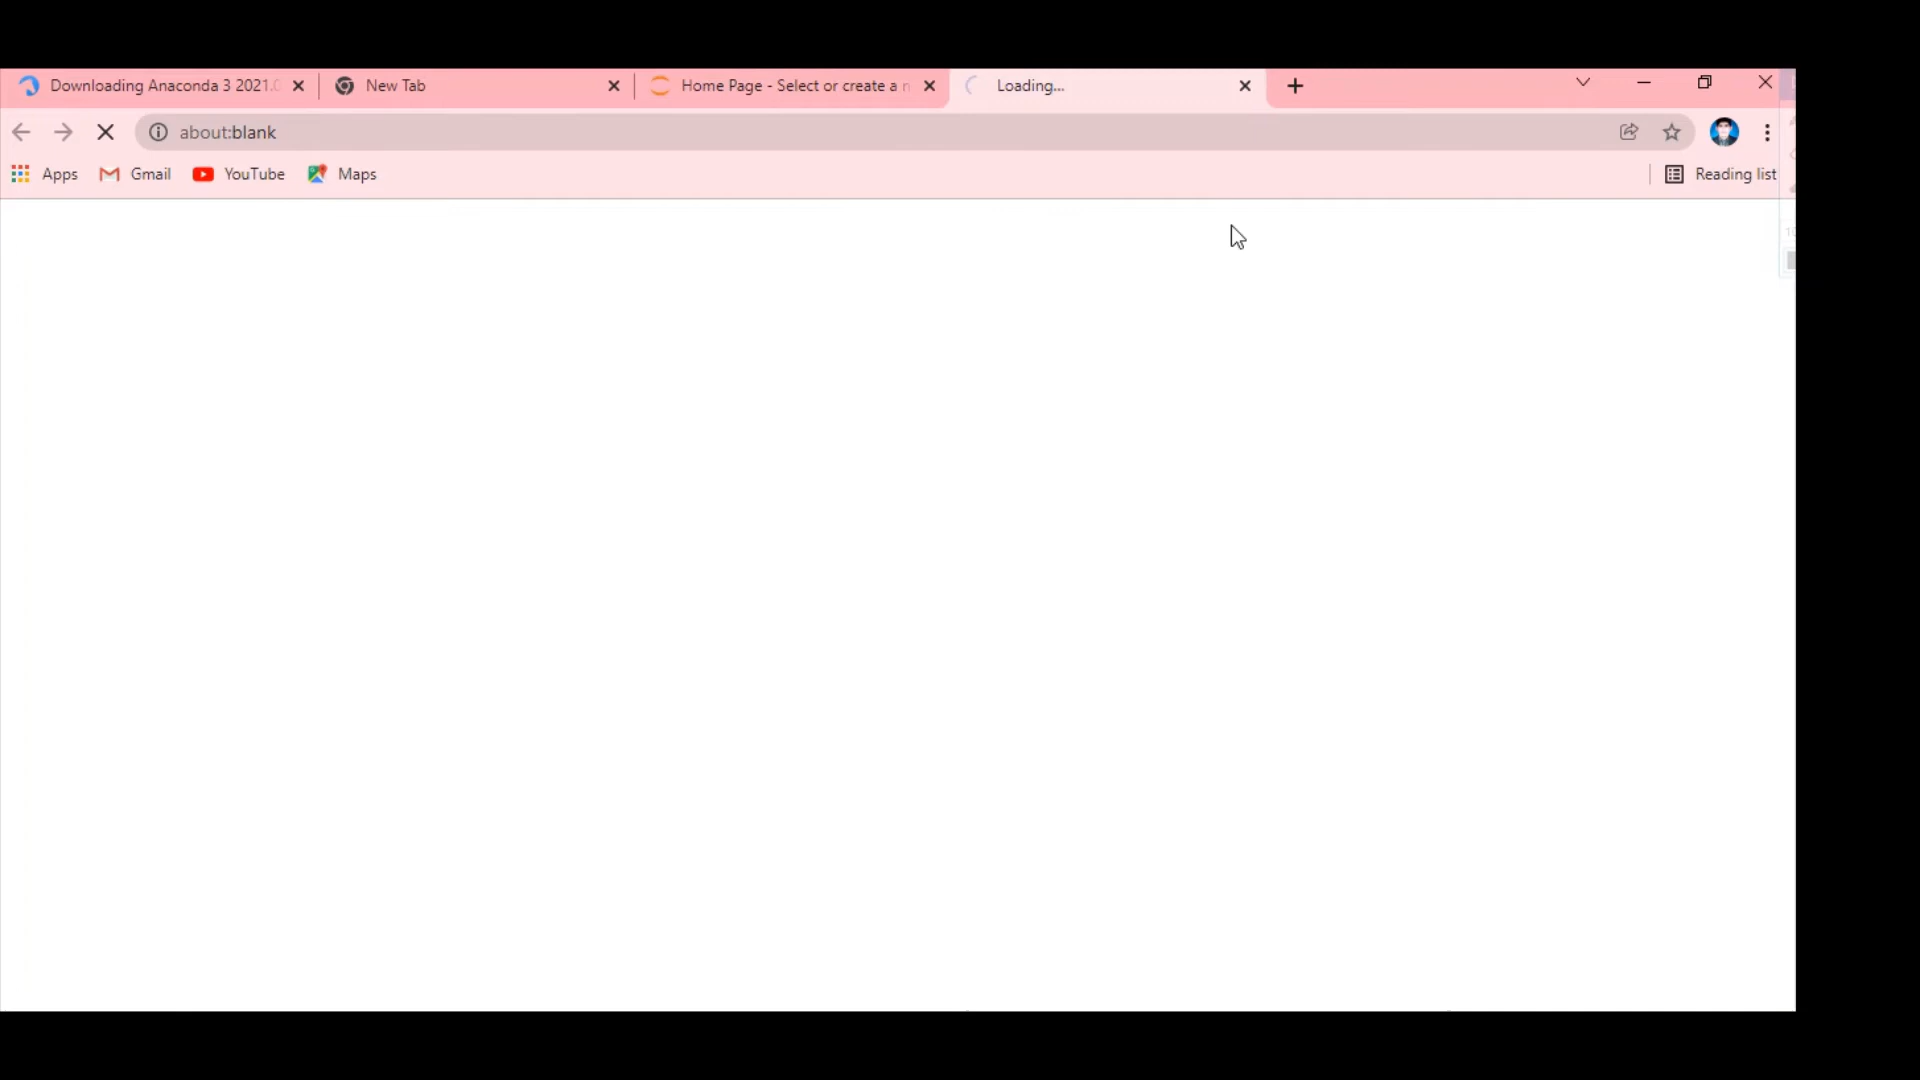 Downloading Anaconda 3 2021.
New Tab
Home Page - Select or create a
Loading...
about:blank
Apps
Gmail
YouTube
Maps
Reading list